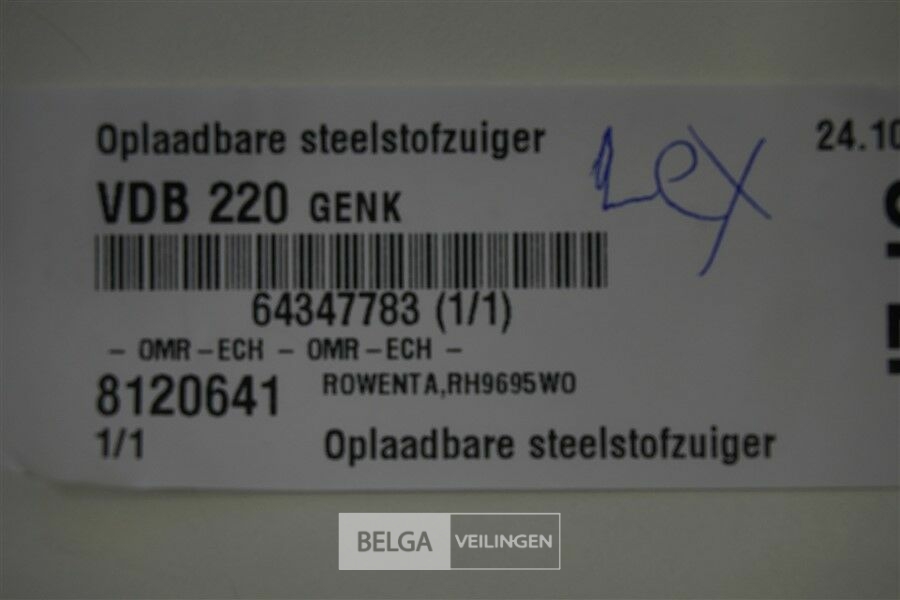 Oplaadbare steelstofzuiger
Lex
24.10
VDB 220 GENK
64347783 (1/1)
- OMR-ECH - OMR-ECH -
8120641 ROWENTA,RH9695WO
1/1 Oplaadbare steelstofzuiger
BELGA VEILINGEN